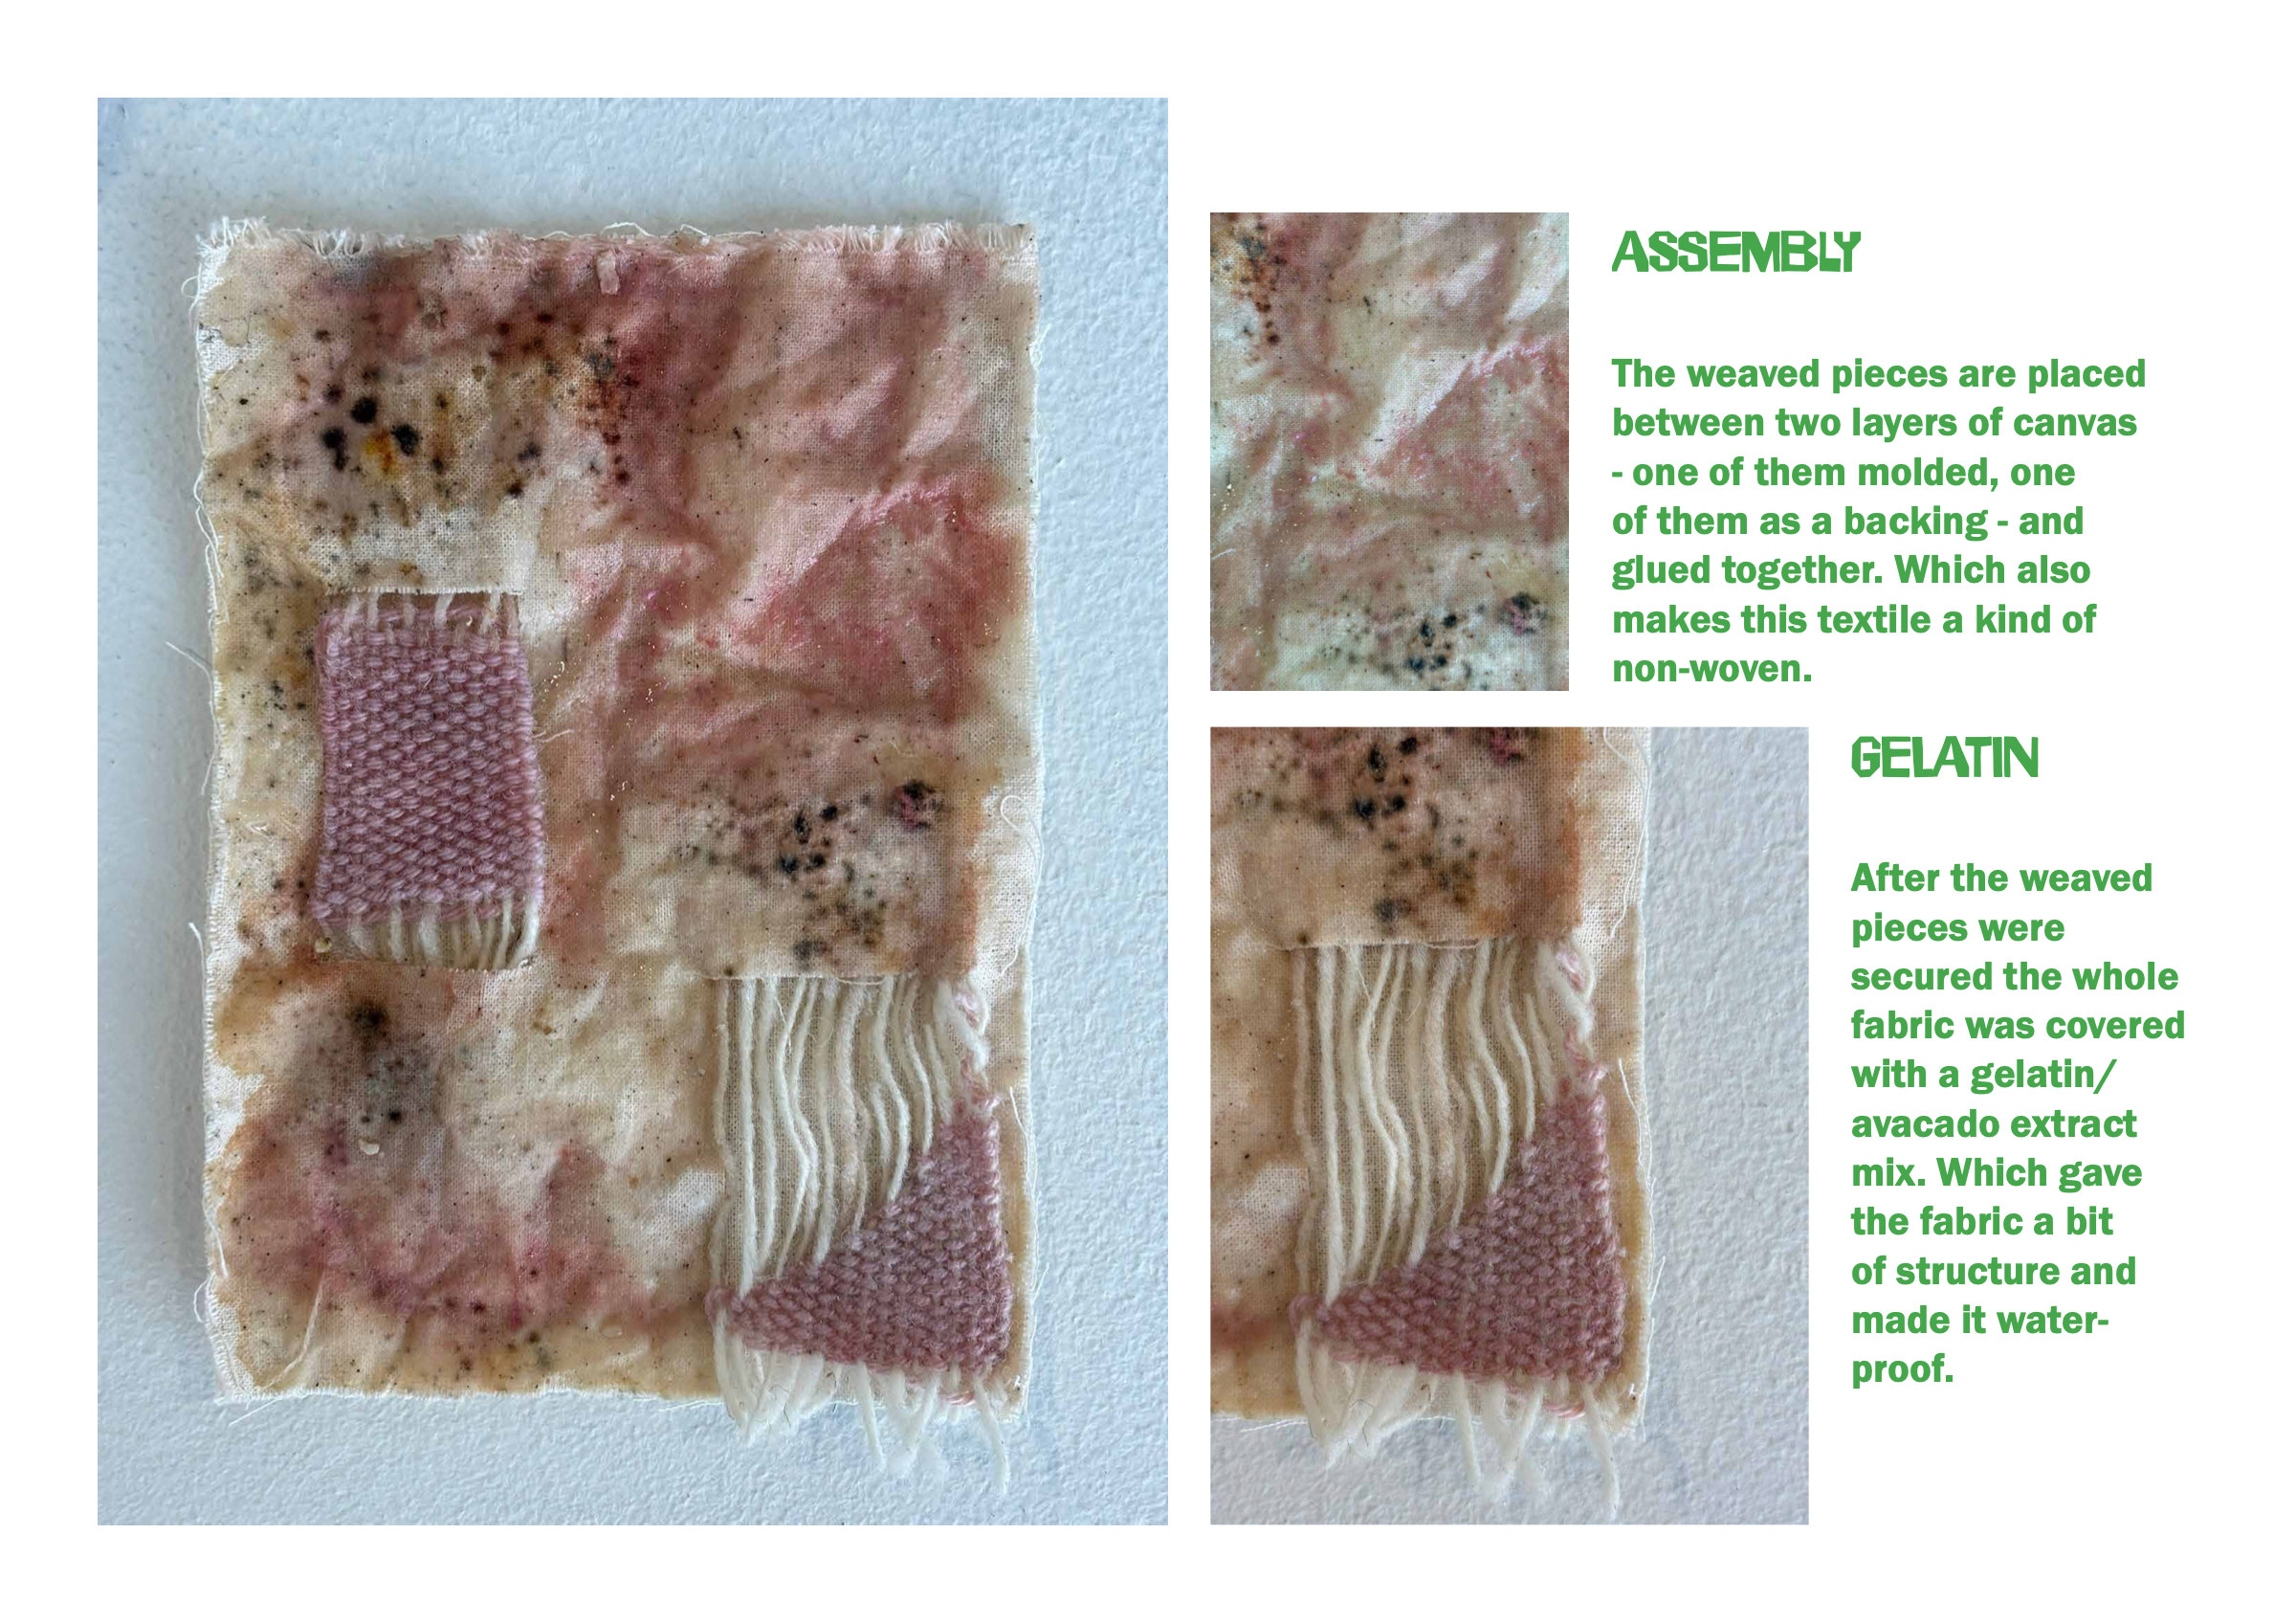 ASSEMBLY
The weaved pieces are placed
between two layers of canvas
- one of them molded, one
of them as a backing - and
glued together. Which also
makes this textile a kind of
non-woven.
GELATIN
After the weaved
pieces were
secured the whole
fabric was covered
with a gelatin/
avacado extract
mix. Which gave
the fabric a bit
of structure and
made it water-
proof.